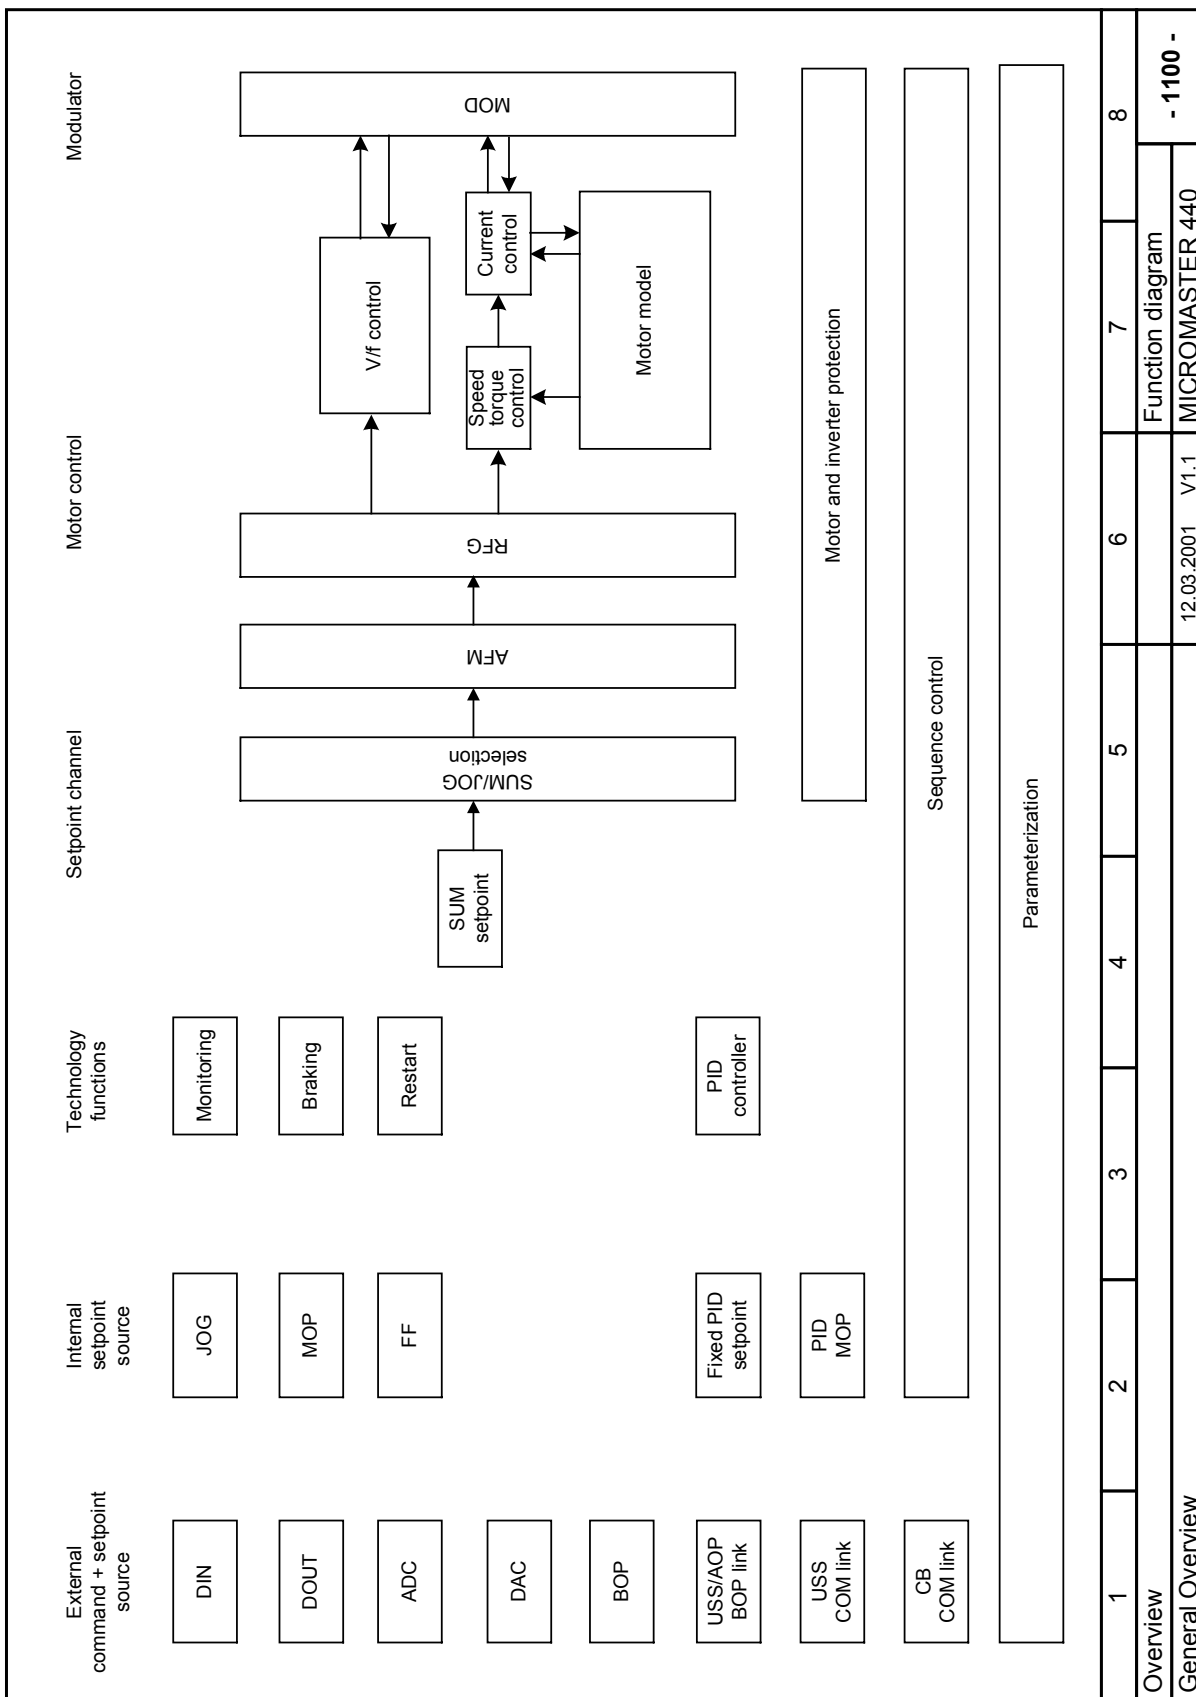 External
command + setpoint
source
Internal
setpoint
source
Technology
functions
Setpoint channel
Motor control
Modulator
DIN
JOG
Monitoring
DOUT
MOP
Braking
ADC
FF
Restart
DAC
BOP
USS/AOP
BOP link
Fixed PID
setpoint
PID
controller
USS
COM link
PID
MOP
CB
COM link
SUM
setpoint
SUM/JOG
selection
AFM
RFG
V/f control
Speed
torque
control
Current
control
Motor model
MOD
Motor and inverter protection
Sequence control
Parameterization
1
2
3
4
5
6
7
8
Overview
Function diagram
- 1100 -
General Overview
12.03.2001
V1.1
MICROMASTER 440